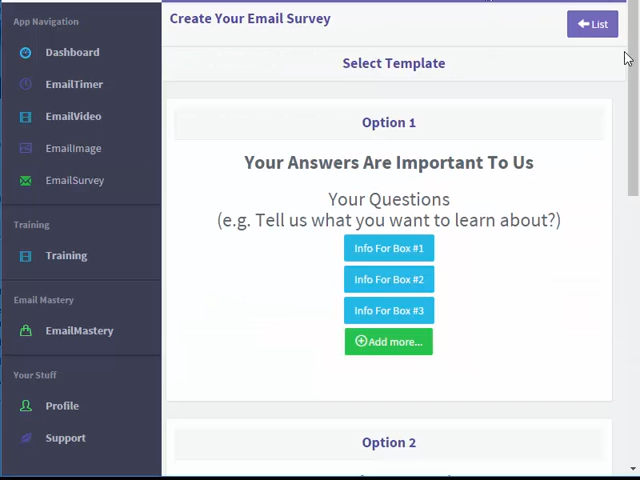 App Navigation
Dashboard
EmailTimer
EmailVideo
EmailImage
EmailSurvey
Training
Training
Email Mastery
EmailMastery
Your Stuff
Profile
Support
Create Your Email Survey
List
Select Template
Option 1
Your Answers Are Important To Us
Your Questions
(e.g. Tell us what you want to learn about?)
Info For Box #1
Info For Box #2
Info For Box #3
Add more...
Option 2